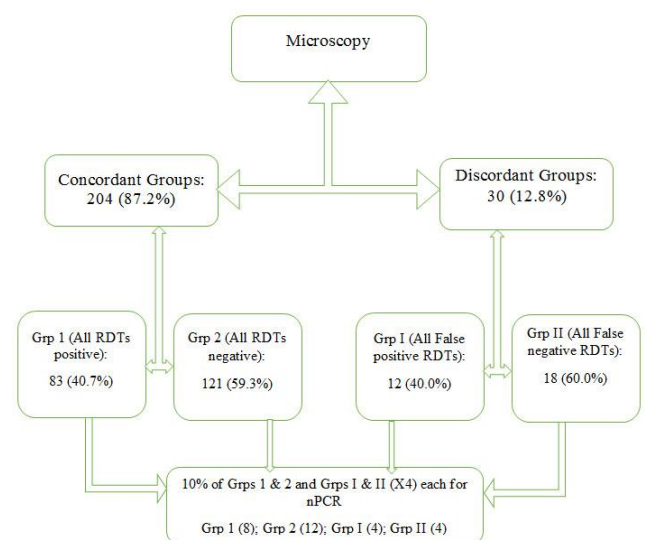 Microscopy
Concordant Groups:
204 (87.2%)
Discordant Groups:
30 (12.8%)
Grp 1 (All RDTs
positive):
83 (40.7%)
Grp 2 (All RDTs
negative):
121 (59.3%)
Grp I (All False
positive RDTs):
12 (40.0%)
Grp II (All False
negative RDTs):
18 (60.0%)
10% of Grps 1 & 2 and Grps I & II (X4) each for
nPCR
Grp 1 (8); Grp 2 (12); Grp I (4); Grp II (4)